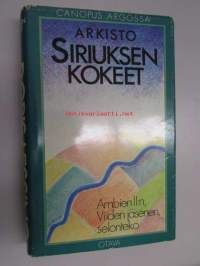 CANOPUS ARGOSSA:
ARKISTO
SIRIUKSEN
KOKEET
Ambien II:n,
Viiden jäsenen,
selonteko
OTAVA